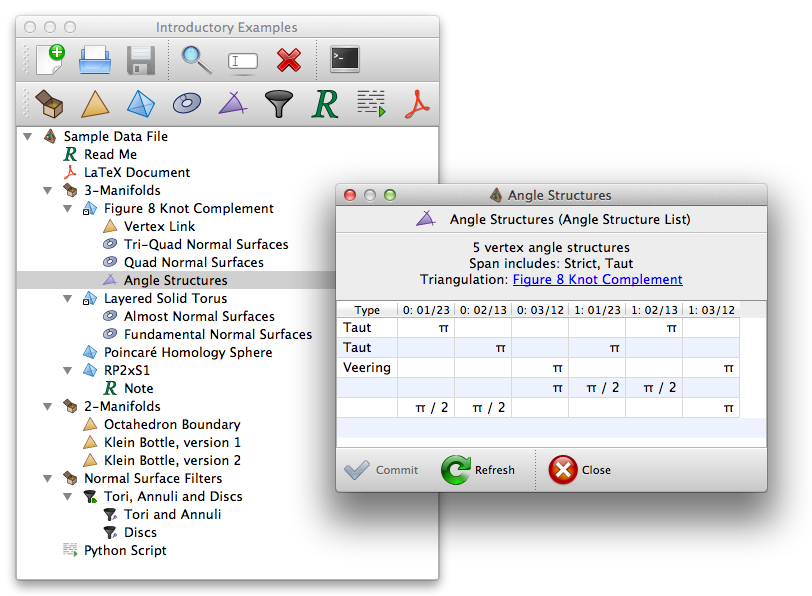 Introductory Examples
Sample Data File
R Read Me
LaTeX Document
3-Manifolds
Figure 8 Knot Complement
Vertex Link
Tri-Quad Normal Surfaces
Quad Normal Surfaces
Angle Structures
Layered Solid Torus
Almost Normal Surfaces
Fundamental Normal Surfaces
Poincaré Homology Sphere
RP2xS1
R Note
2-Manifolds
Octahedron Boundary
Klein Bottle, version 1
Klein Bottle, version 2
Normal Surface Filters
Tori, Annuli and Discs
Tori and Annuli
Discs
Python Script
Angle Structures
Angle Structures (Angle Structure List)
5 vertex angle structures
Span includes: Strict, Taut
Triangulation: Figure 8 Knot Complement
Type 0: 01/23 0: 02/13 0: 03/12 1: 01/23 1: 02/13 1: 03/12
Taut π π
Taut π π
Veering π π
π π / 2 π / 2
π / 2 π / 2 π
Commit Refresh Close